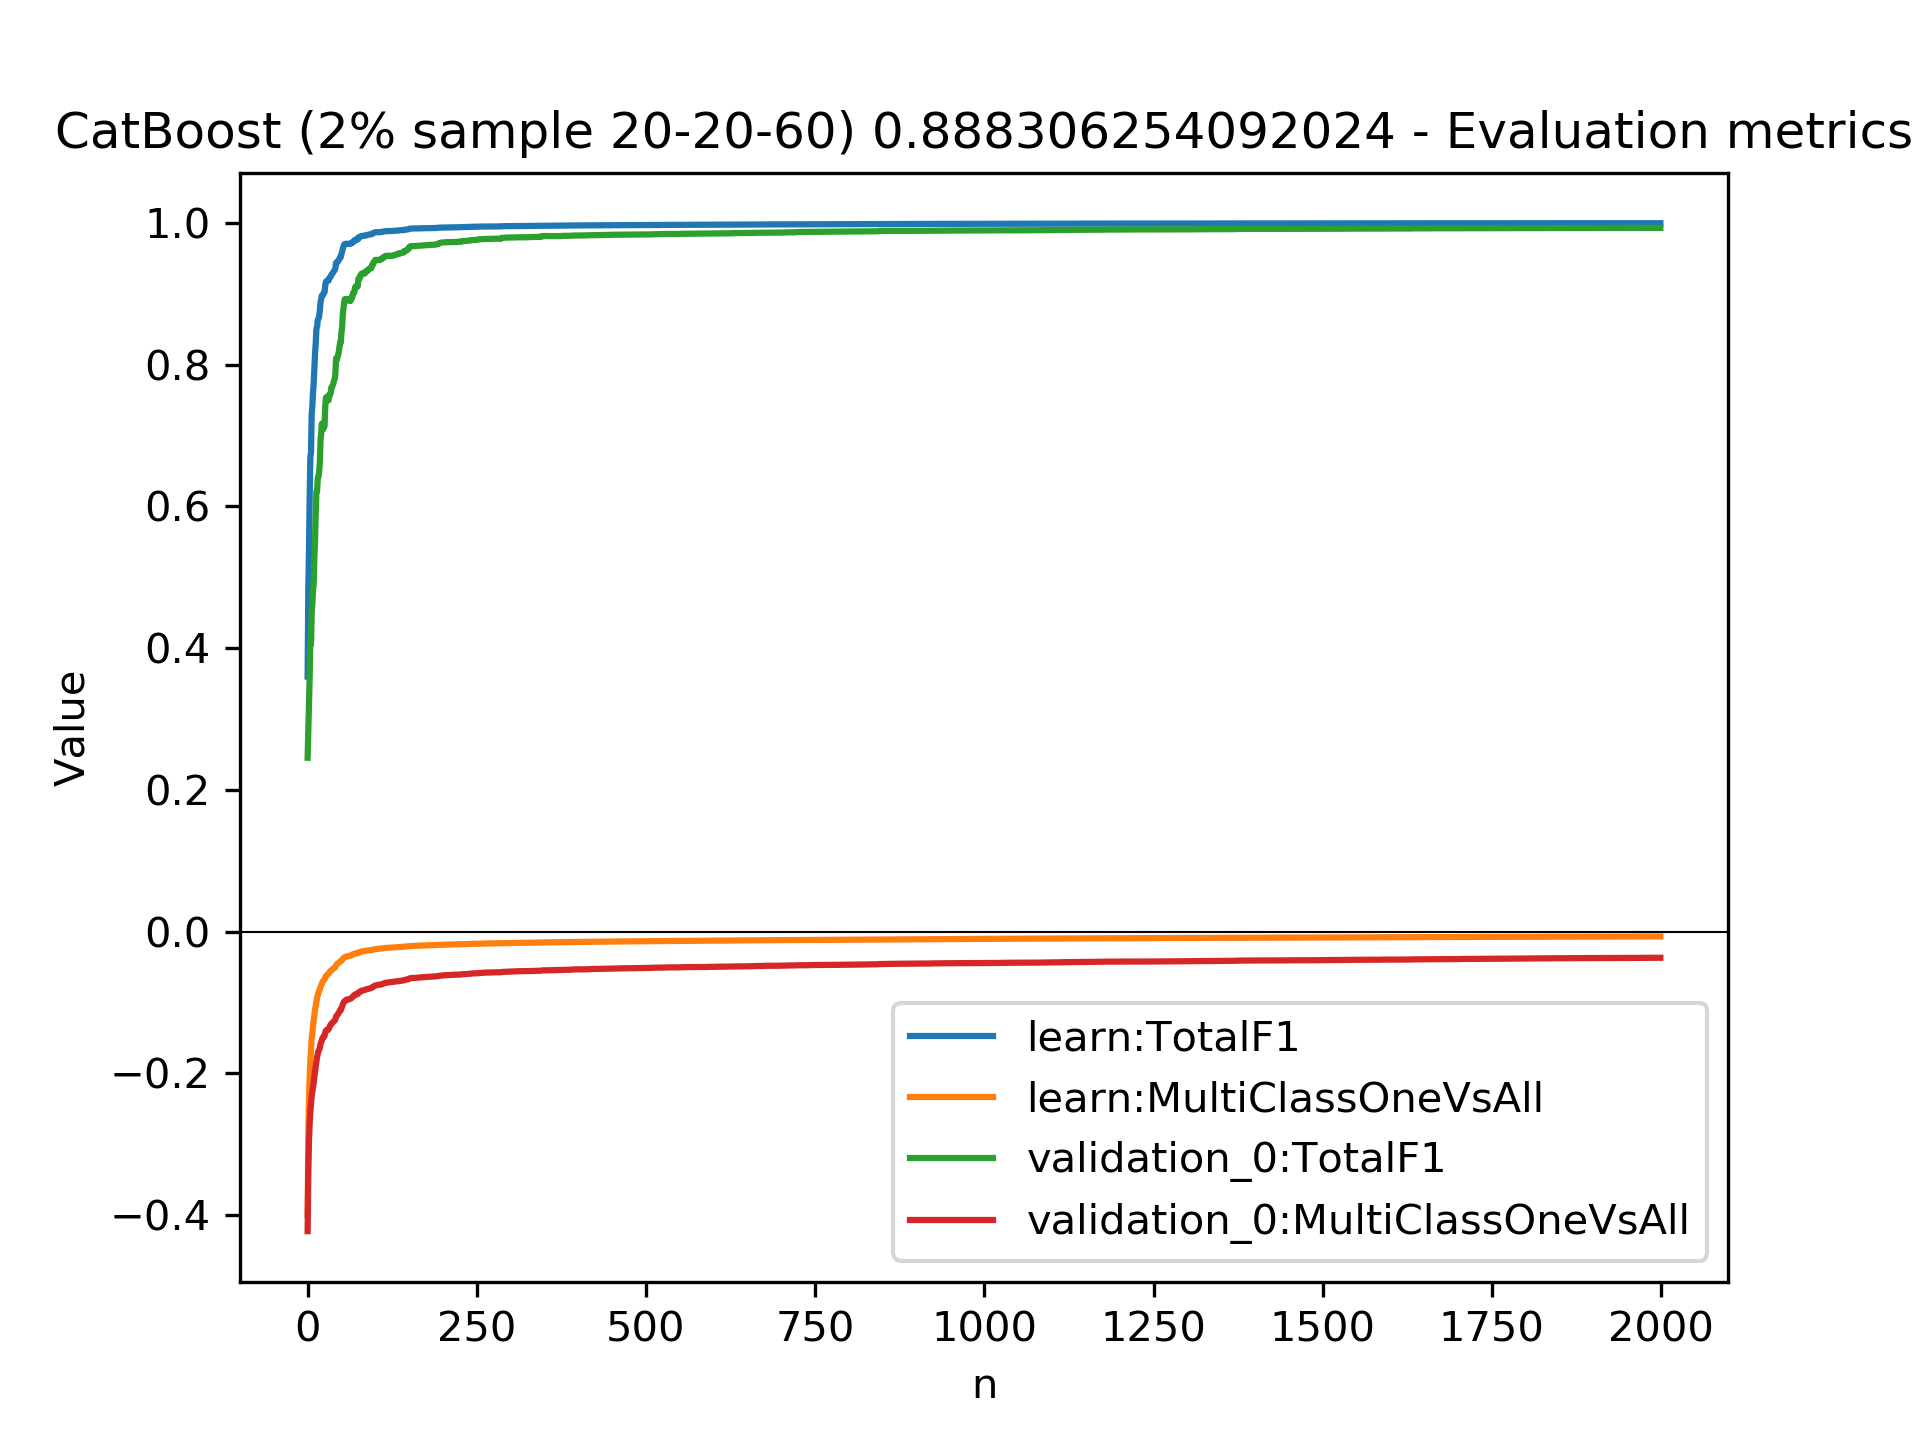 CatBoost (2% sample 20-20-60) 0.888306254092024 - Evaluation metrics
1.0
0.8
0.6
0.4
0.2
0.0
−0.2
−0.4
Value
learn:TotalF1
learn:MultiClassOneVsAll
validation_0:TotalF1
validation_0:MultiClassOneVsAll
0 250 500 750 1000 1250 1500 1750 2000
n